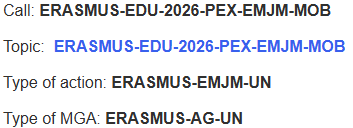 Call: ERASMUS-EDU-2026-PEX-EMJM-MOB
Topic: ERASMUS-EDU-2026-PEX-EMJM-MOB
Type of action: ERASMUS-EMJM-UN
Type of MGA: ERASMUS-AG-UN